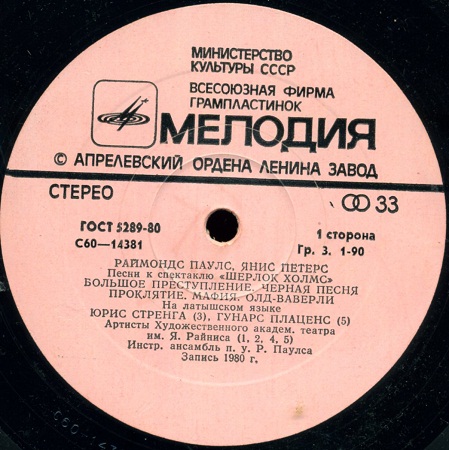 МИНИСТЕРСТВО
КУЛЬТУРЫ СССР
ВСЕСОЮЗНАЯ ФИРМА
ГРАМПЛАСТИНОК
МЕЛОДИЯ
© АПРЕЛЕВСКИЙ ОРДЕНА ЛЕНИНА ЗАВОД
СТЕРЕО
33
ГОСТ 5289-80
С60—14381
1 сторона
Гр. 3. 1-90
РАЙМОНДС ПАУЛС, ЯНИС ПЕТЕРС
Песни к спектаклю «ШЕРЛОК ХОЛМС»
БОЛЬШОЕ ПРЕСТУПЛЕНИЕ. ЧЕРНАЯ ПЕСНЯ
ПРОКЛЯТИЕ. МАФИЯ. ОЛД-ВАВЕРЛИ
На латышском языке
ЮРИС СТРЕНГА (3), ГУНАРС ПЛАЦЕНС (5)
Артисты Художественного академ. театра
им. Я. Райниса (1, 2, 4, 5)
Инстр. ансамбль п. у. Р. Паулса
Запись 1980 г.